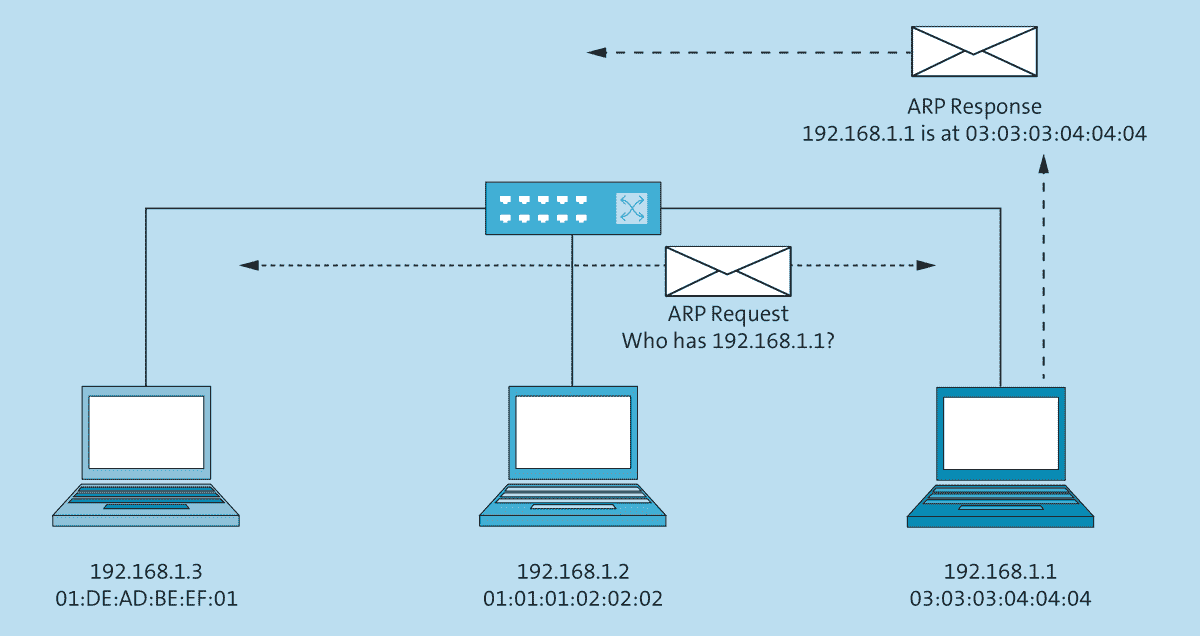 ARP Response
192.168.1.1 is at 03:03:03:04:04:04
ARP Request
Who has 192.168.1.1?
192.168.1.3
01:DE:AD:BE:EF:01
192.168.1.2
01:01:01:02:02:02
192.168.1.1
03:03:03:04:04:04